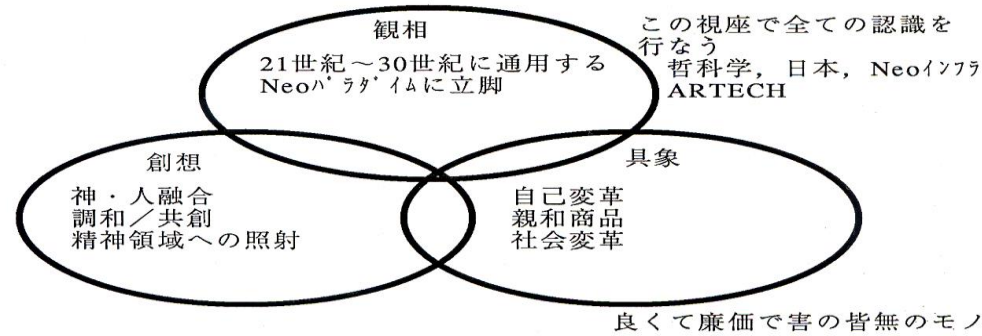 観相
21世紀～30世紀に通用する
Neoパラダイムに立脚
この視座で全ての認識を
行なう
哲科学，日本，Neoインフラ
ARTECH
創想
神・人融合
調和／共創
精神領域への照射
具象
自己変革
親和商品
社会変革
良くて廉価で害の皆無のモノ